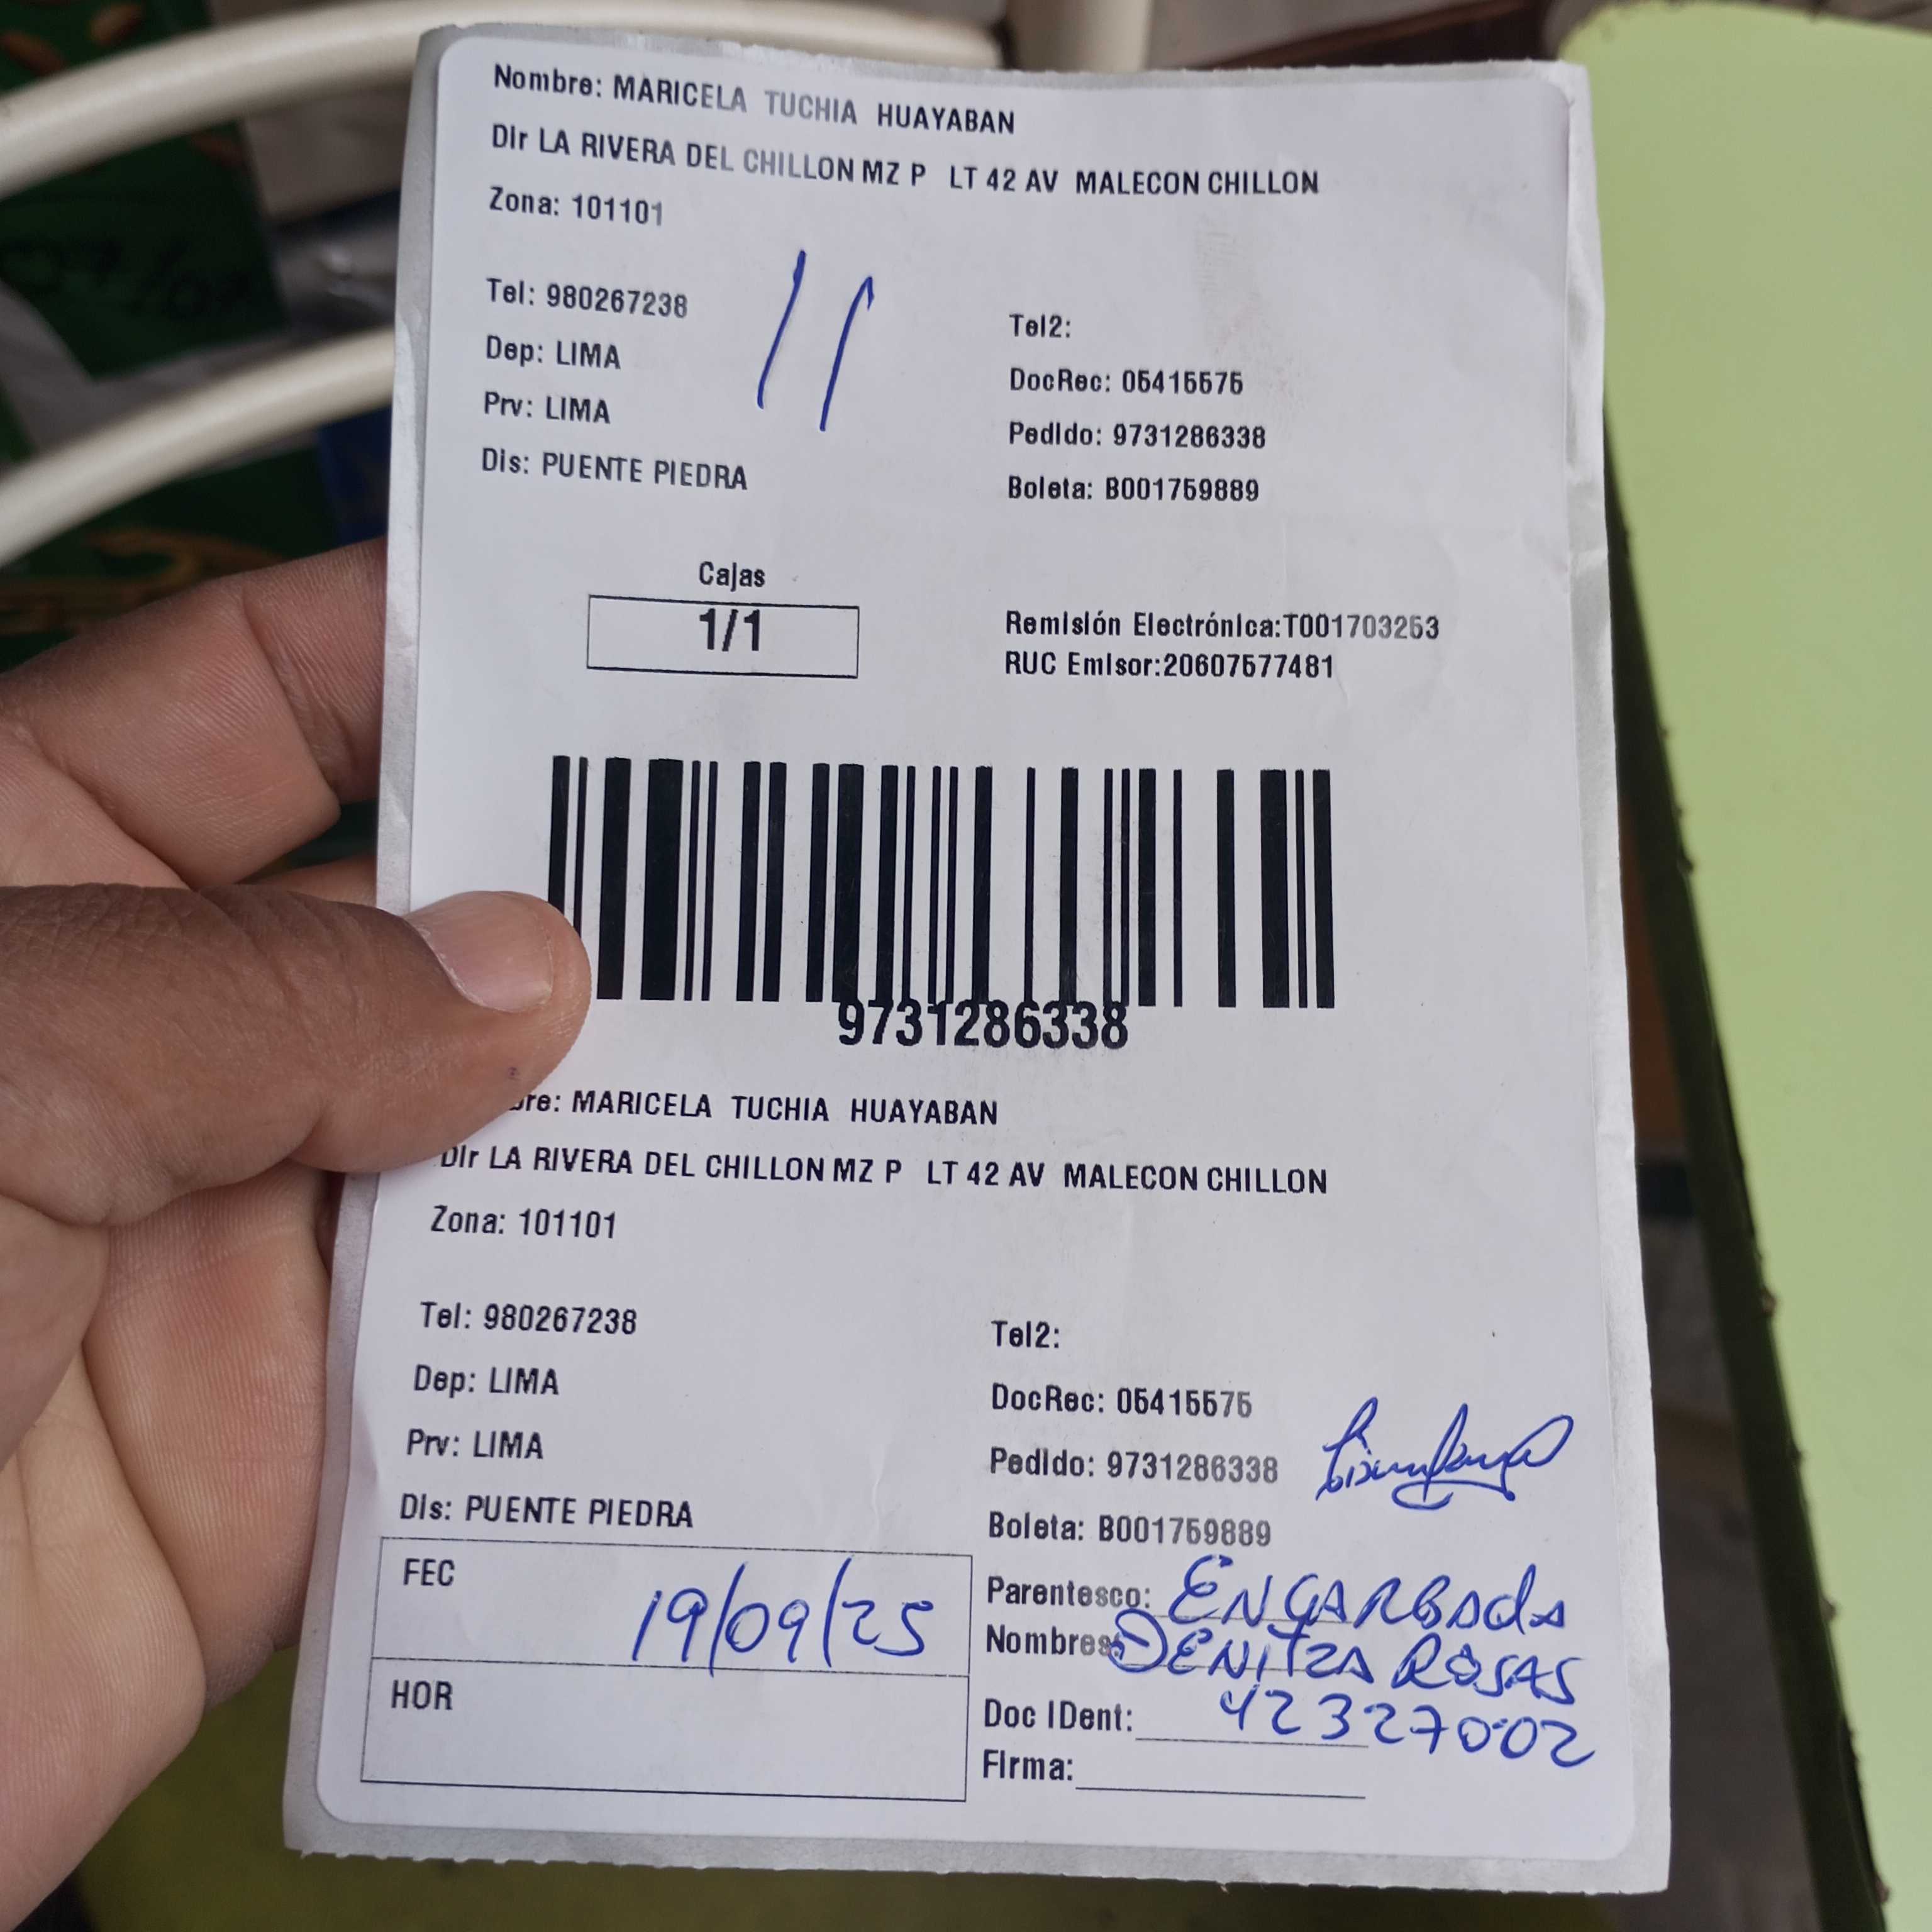 Nombre: MARICELA TUCHIA HUAYABAN
Dir LA RIVERA DEL CHILLON MZ P LT 42 AV MALECON CHILLON
Zona: 101101
Tel: 980267238
Tel2:
Dep: LIMA
DocRec: 05415575
Prv: LIMA
Pedido: 9731286338
Dis: PUENTE PIEDRA
Boleta: B001759889
Cajas
1/1
Remisión Electrónica:T001703253
RUC Emisor:20607577481
9731286338
bre: MARICELA TUCHIA HUAYABAN
Dir LA RIVERA DEL CHILLON MZ P LT 42 AV MALECON CHILLON
Zona: 101101
Tel: 980267238
Tel2:
Dep: LIMA
DocRec: 05415575
Prv: LIMA
Pedido: 9731286338
Dis: PUENTE PIEDRA
Boleta: B001759889
FEC 19/09/25
Parentesco: ENCARGADA
Nombres: DENITZA ROSAS
HOR
Doc IDent: 42327002
Firma: